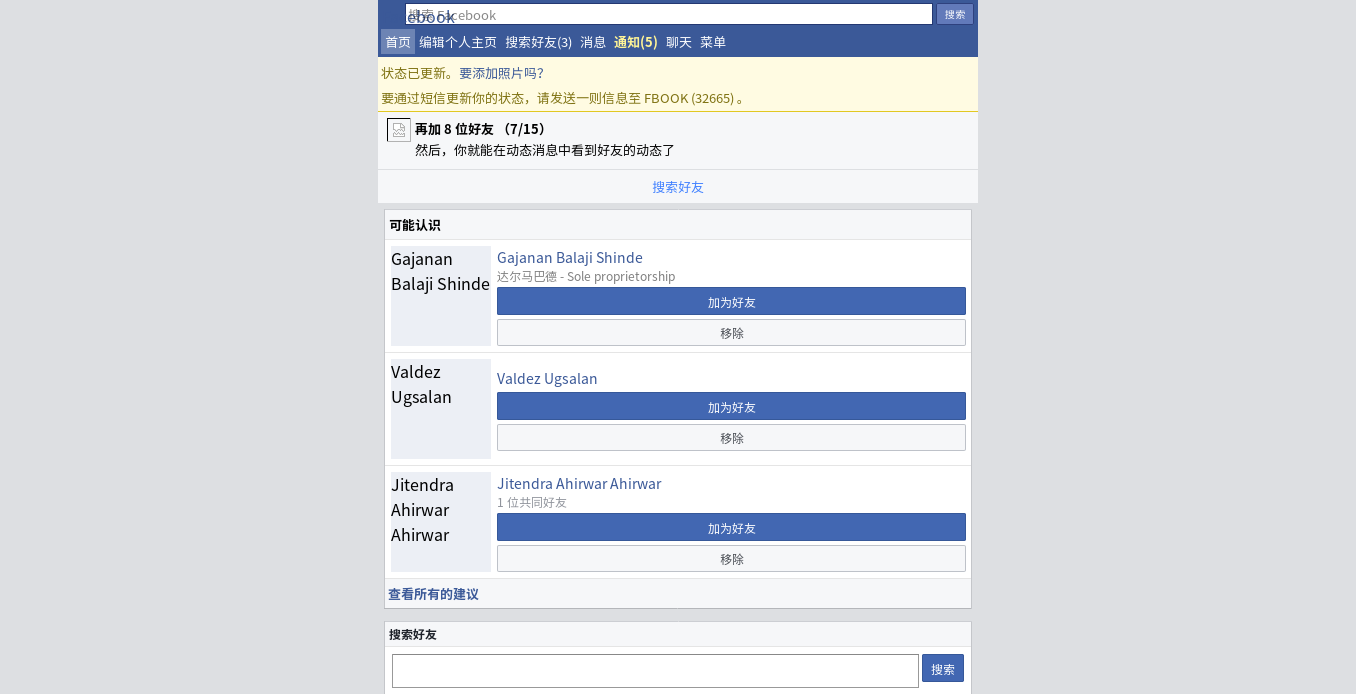 ebook
搜索 Facebook
搜索
首页 编辑个人主页 搜索好友(3) 消息 通知(5) 聊天 菜单
状态已更新。要添加照片吗?
要通过短信更新你的状态，请发送一则信息至 FBOOK (32665) 。
再加 8 位好友 （7/15）
然后，你就能在动态消息中看到好友的动态了
搜索好友
可能认识
Gajanan
Balaji Shinde
Gajanan Balaji Shinde
达尔马巴德 - Sole proprietorship
加为好友
移除
Valdez
Ugsalan
Valdez Ugsalan
加为好友
移除
Jitendra
Ahirwar
Ahirwar
Jitendra Ahirwar Ahirwar
1 位共同好友
加为好友
移除
查看所有的建议
搜索好友
搜索